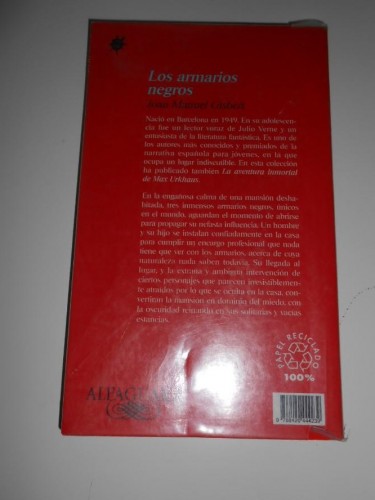 Los armarios
negros
Joan Manuel Gisbert
Nació en Barcelona en 1949. En su adolescen-
cia fue un lector voraz de Julio Verne y un
entusiasta de la literatura fantástica. Es uno de
los autores más conocidos y premiados de la
narrativa española para jóvenes, en la que
ocupa un lugar indiscutible. En esta colección
ha publicado también La aventura inmortal
de Max Urkhaus.
En la engañosa calma de una mansión desha-
bitada, tres inmensos armarios negros, únicos
en el mundo, aguardan el momento de abrirse
para propagar su nefasta influencia. Un hombre
y su hijo se instalan confiadamente en la casa
para cumplir un encargo profesional que nada
tiene que ver con los armarios, acerca de cuya
naturaleza nada saben todavía. Su llegada al
lugar, y la extraña y ambigua intervención de
ciertos personajes que parecen irresistiblemente
atraídos por lo que se oculta en la casa, con-
vertirán la mansión en dominio del miedo, con
la oscuridad reinando en sus solitarias y vastas
estancias.
PAPEL RECICLADO
100%
ALFAGUARA